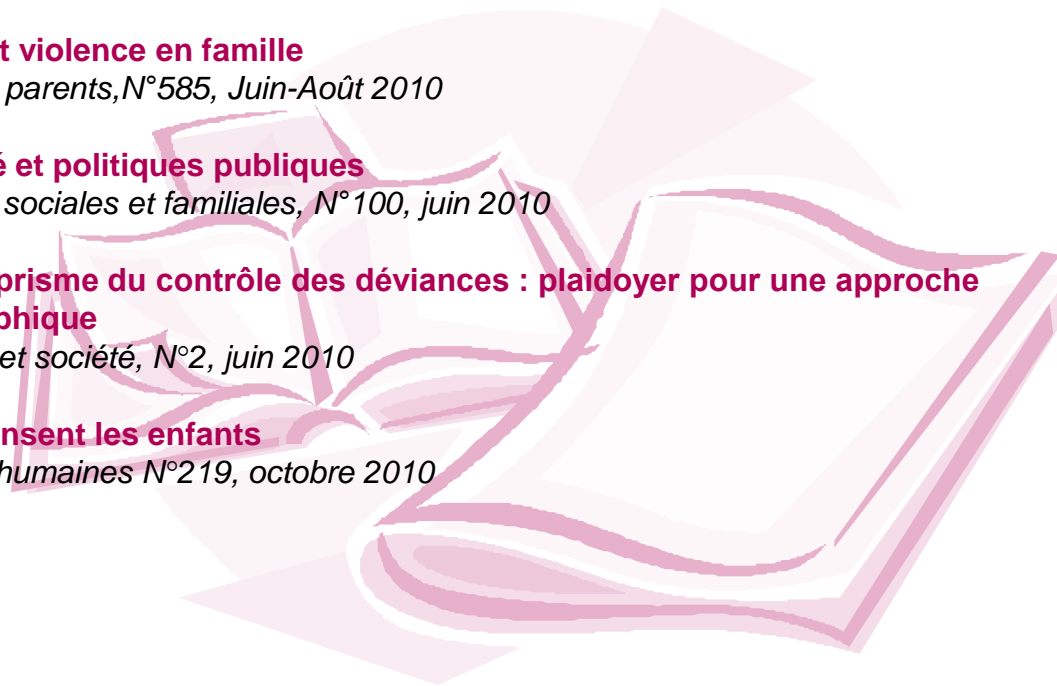 t violence en famille
parents,N°585, Juin-Août 2010
é et politiques publiques
sociales et familiales, N°100, juin 2010
prisme du contrôle des déviances : plaidoyer pour une approche
phique
et société, N°2, juin 2010
nsent les enfants
humaines N°219, octobre 2010